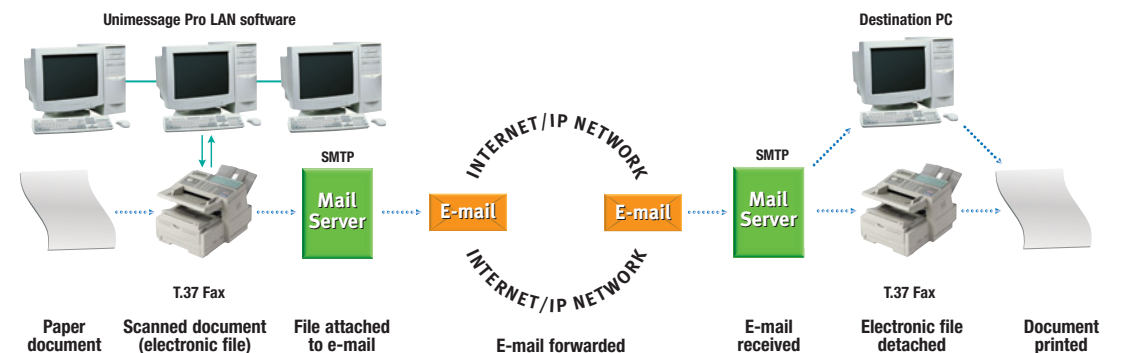 Unimessage Pro LAN software
Destination PC
SMTP
Mail
Server
E-mail
INTERNET/IP NETWORK
INTERNET/IP NETWORK
E-mail
SMTP
Mail
Server
T.37 Fax
T.37 Fax
Paper
document
Scanned document
(electronic file)
File attached
to e-mail
E-mail forwarded
E-mail
received
Electronic file
detached
Document
printed